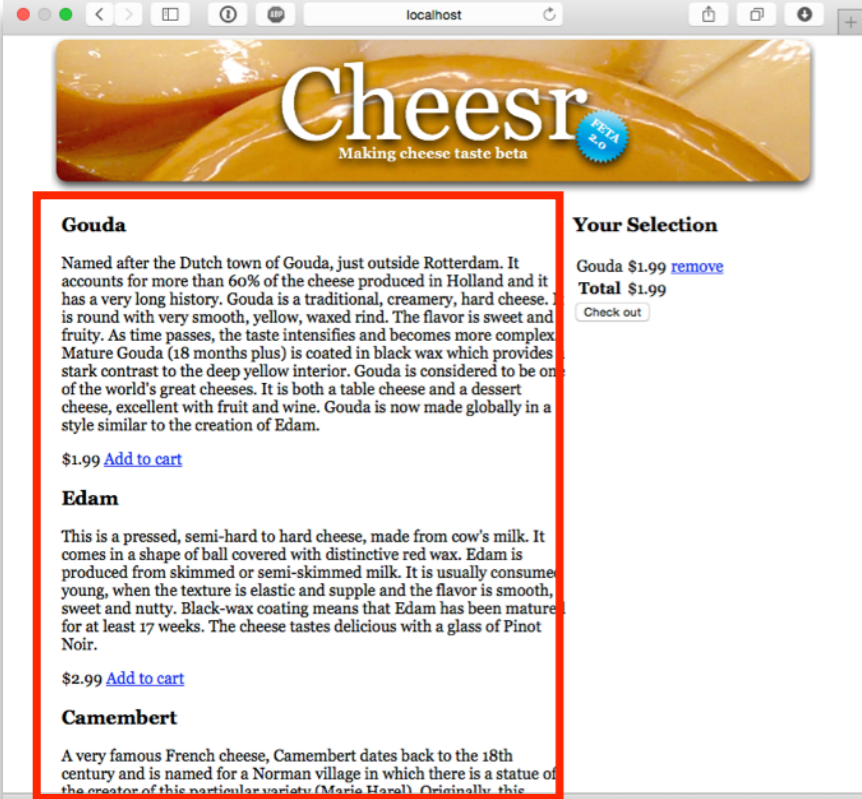 localhost
ABP
Cheesr
FETA
2.0
Making cheese taste beta
Gouda
Named after the Dutch town of Gouda, just outside Rotterdam. It
accounts for more than 60% of the cheese produced in Holland and it
has a very long history. Gouda is a traditional, creamery, hard cheese.
is round with very smooth, yellow, waxed rind. The flavor is sweet and
fruity. As time passes, the taste intensifies and becomes more complex.
Mature Gouda (18 months plus) is coated in black wax which provides
stark contrast to the deep yellow interior. Gouda is considered to be one
of the world's great cheeses. It is both a table cheese and a dessert
cheese, excellent with fruit and wine. Gouda is now made globally in a
style similar to the creation of Edam.
$1.99 Add to cart
Edam
This is a pressed, semi-hard to hard cheese, made from cow's milk. It
comes in a shape of ball covered with distinctive red wax. Edam is
produced from skimmed or semi-skimmed milk. It is usually consumed
young, when the texture is elastic and supple and the flavor is smooth,
sweet and nutty. Black-wax coating means that Edam has been matured
for at least 17 weeks. The cheese tastes delicious with a glass of Pinot
Noir.
$2.99 Add to cart
Camembert
A very famous French cheese, Camembert dates back to the 18th
century and is named for a Norman village in which there is a statue of
the creator of this particular variety (Marie Harel). Originally, this
Your Selection
Gouda $1.99 remove
Total $1.99
Check out